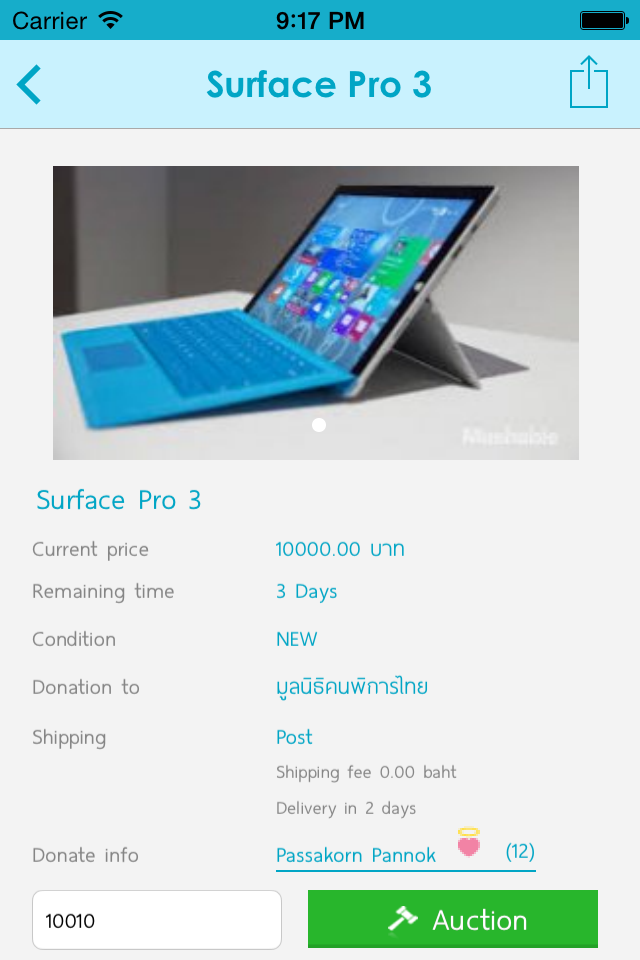 Carrier 9:17 PM
Surface Pro 3
Mashable
Surface Pro 3
Current price 10000.00 บาท
Remaining time 3 Days
Condition NEW
Donation to มูลนิธิคนพิการไทย
Shipping Post
Shipping fee 0.00 baht
Delivery in 2 days
Donate info Passakorn Pannok (12)
10010 Auction